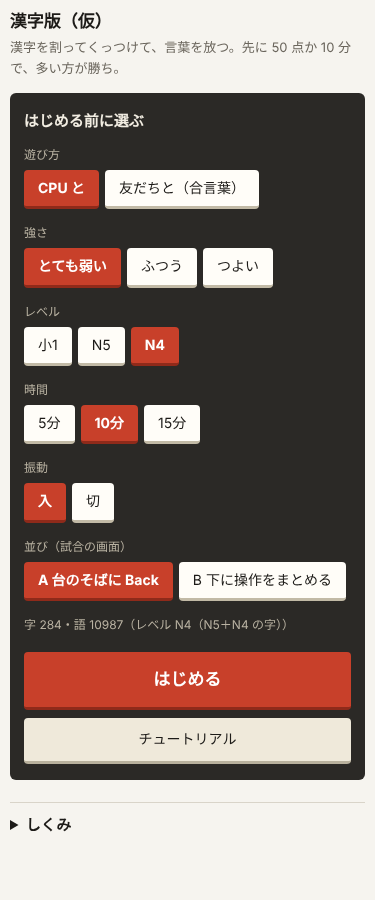 漢字版（仮）
漢字を割ってくっつけて、言葉を放つ。先に 50 点か 10 分
で、多い方が勝ち。
はじめる前に選ぶ
遊び方
CPU と
友だちと（合言葉）
強さ
とても弱い
ふつう
つよい
レベル
小1
N5
N4
時間
5分
10分
15分
振動
入
切
並び（試合の画面）
A 台のそばに Back
B 下に操作をまとめる
字 284・語 10987（レベル N4（N5＋N4 の字））
はじめる
チュートリアル
しくみ